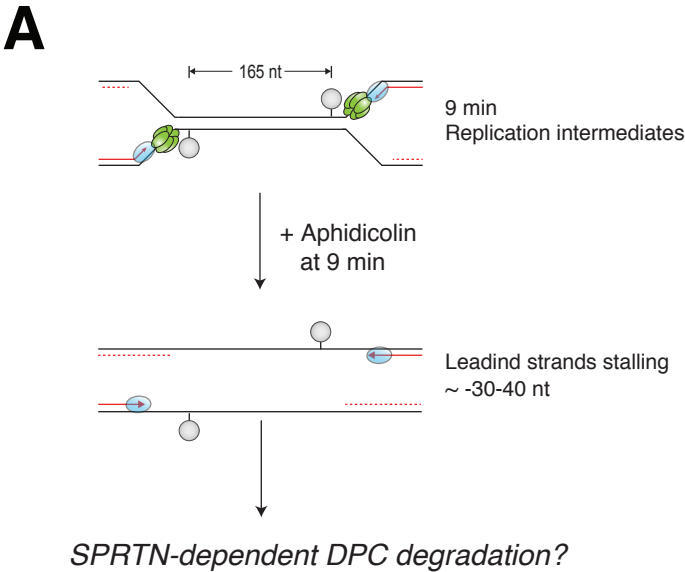 A
165 nt
9 min
Replication intermediates
+ Aphidicolin
at 9 min
Leadind strands stalling
~ -30-40 nt
SPRTN-dependent DPC degradation?